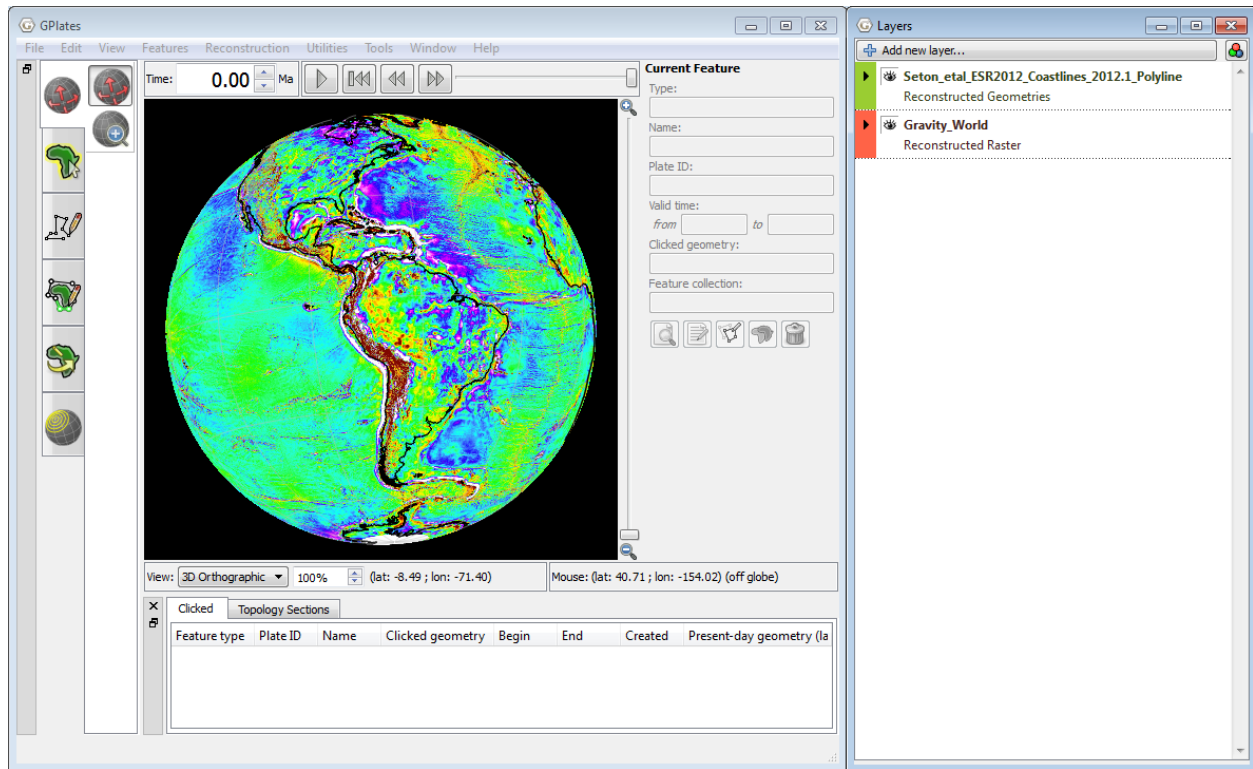 GPlates
File Edit View Features Reconstruction Utilities Tools Window Help
Time: 0.00 Ma
Current Feature
Type:
Name:
Plate ID:
Valid time:
from to
Clicked geometry:
Feature collection:
View: 3D Orthographic 100% (lat: -8.49 ; lon: -71.40) Mouse: (lat: 40.71 ; lon: -154.02) (off globe)
Clicked Topology Sections
Feature type Plate ID Name Clicked geometry Begin End Created Present-day geometry (la
Layers
Add new layer...
Seton_etal_ESR2012_Coastlines_2012.1_Polyline
Reconstructed Geometries
Gravity_World
Reconstructed Raster